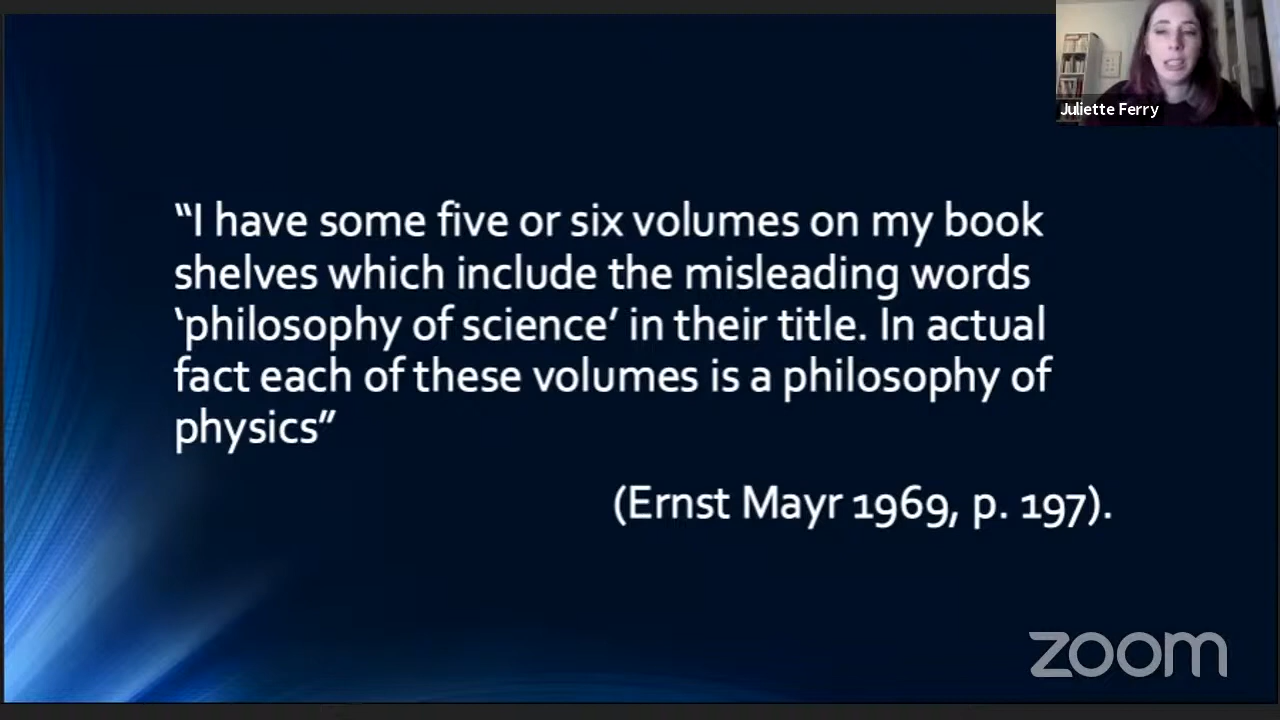 Juliette Ferry
“I have some five or six volumes on my book
shelves which include the misleading words
‘philosophy of science’ in their title. In actual
fact each of these volumes is a philosophy of
physics”
(Ernst Mayr 1969, p. 197).
zoom